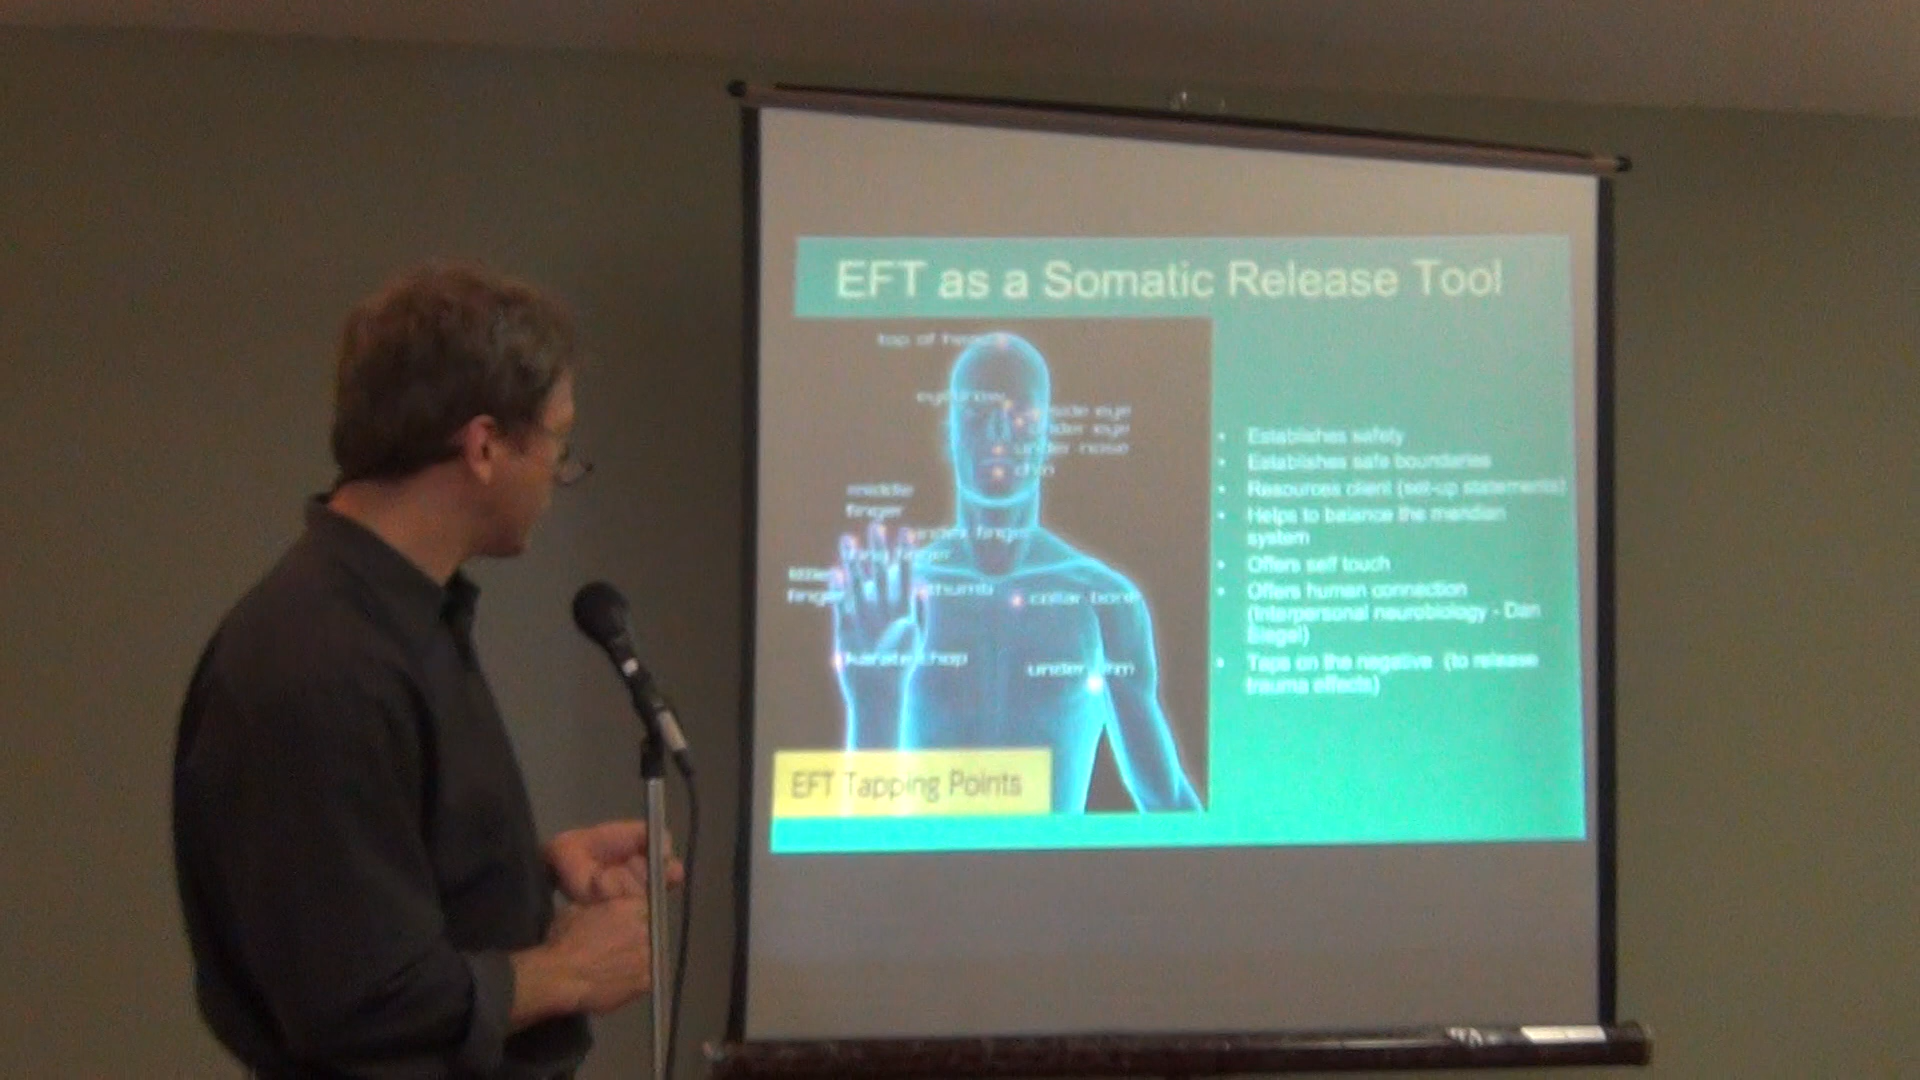 EFT as a Somatic Release Tool
top of head
eyebrow
side eye
under eye
under nose
chin
middle
finger
index finger
ring finger
little
finger
thumb
collar bone
karate chop
under arm
EFT Tapping Points
• Establishes safety
• Establishes safe boundaries
• Resources client (set-up statements)
• Helps to balance the meridian
system
• Offers self touch
• Offers human connection
(Interpersonal neurobiology - Dan
Siegel)
• Taps on the negative (to release
trauma effects)